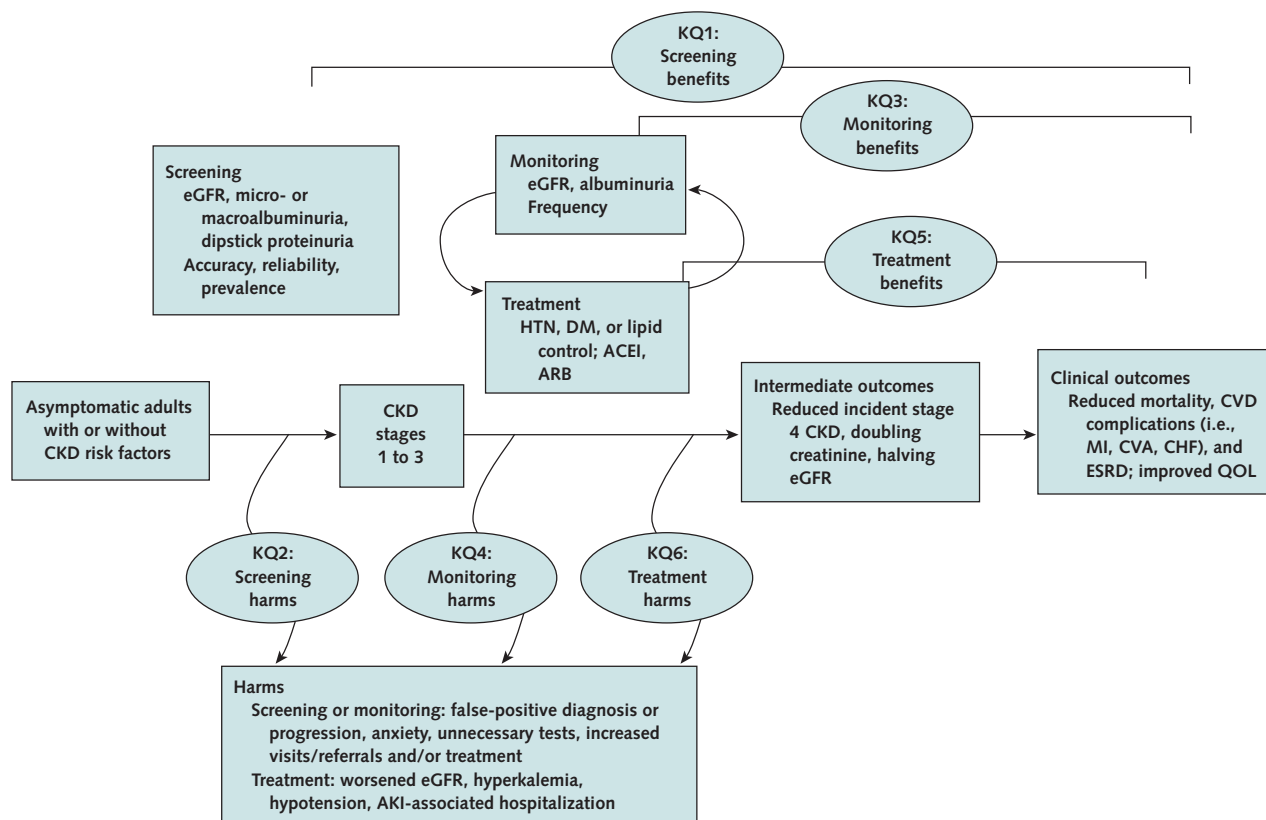 KQ1:
Screening
benefits
KQ3:
Monitoring
benefits
Screening
eGFR, micro- or
macroalbuminuria,
dipstick proteinuria
Accuracy, reliability,
prevalence
Monitoring
eGFR, albuminuria
Frequency
KQ5:
Treatment
benefits
Treatment
HTN, DM, or lipid
control; ACEI,
ARB
Asymptomatic adults
with or without
CKD risk factors
CKD
stages
1 to 3
Intermediate outcomes
Reduced incident stage
4 CKD, doubling
creatinine, halving
eGFR
Clinical outcomes
Reduced mortality, CVD
complications (i.e.,
MI, CVA, CHF), and
ESRD; improved QOL
KQ2:
Screening
harms
KQ4:
Monitoring
harms
KQ6:
Treatment
harms
Harms
Screening or monitoring: false-positive diagnosis or
progression, anxiety, unnecessary tests, increased
visits/referrals and/or treatment
Treatment: worsened eGFR, hyperkalemia,
hypotension, AKI-associated hospitalization